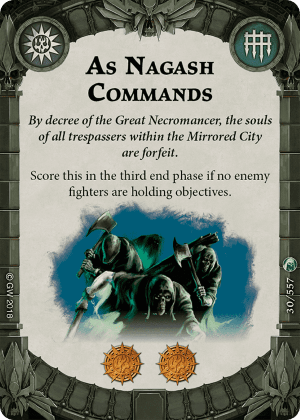 As Nagash
Commands
By decree of the Great Necromancer, the souls
of all trespassers within the Mirrored City
are forfeit.
Score this in the third end phase if no enemy
fighters are holding objectives.
© GW 2018
30/557